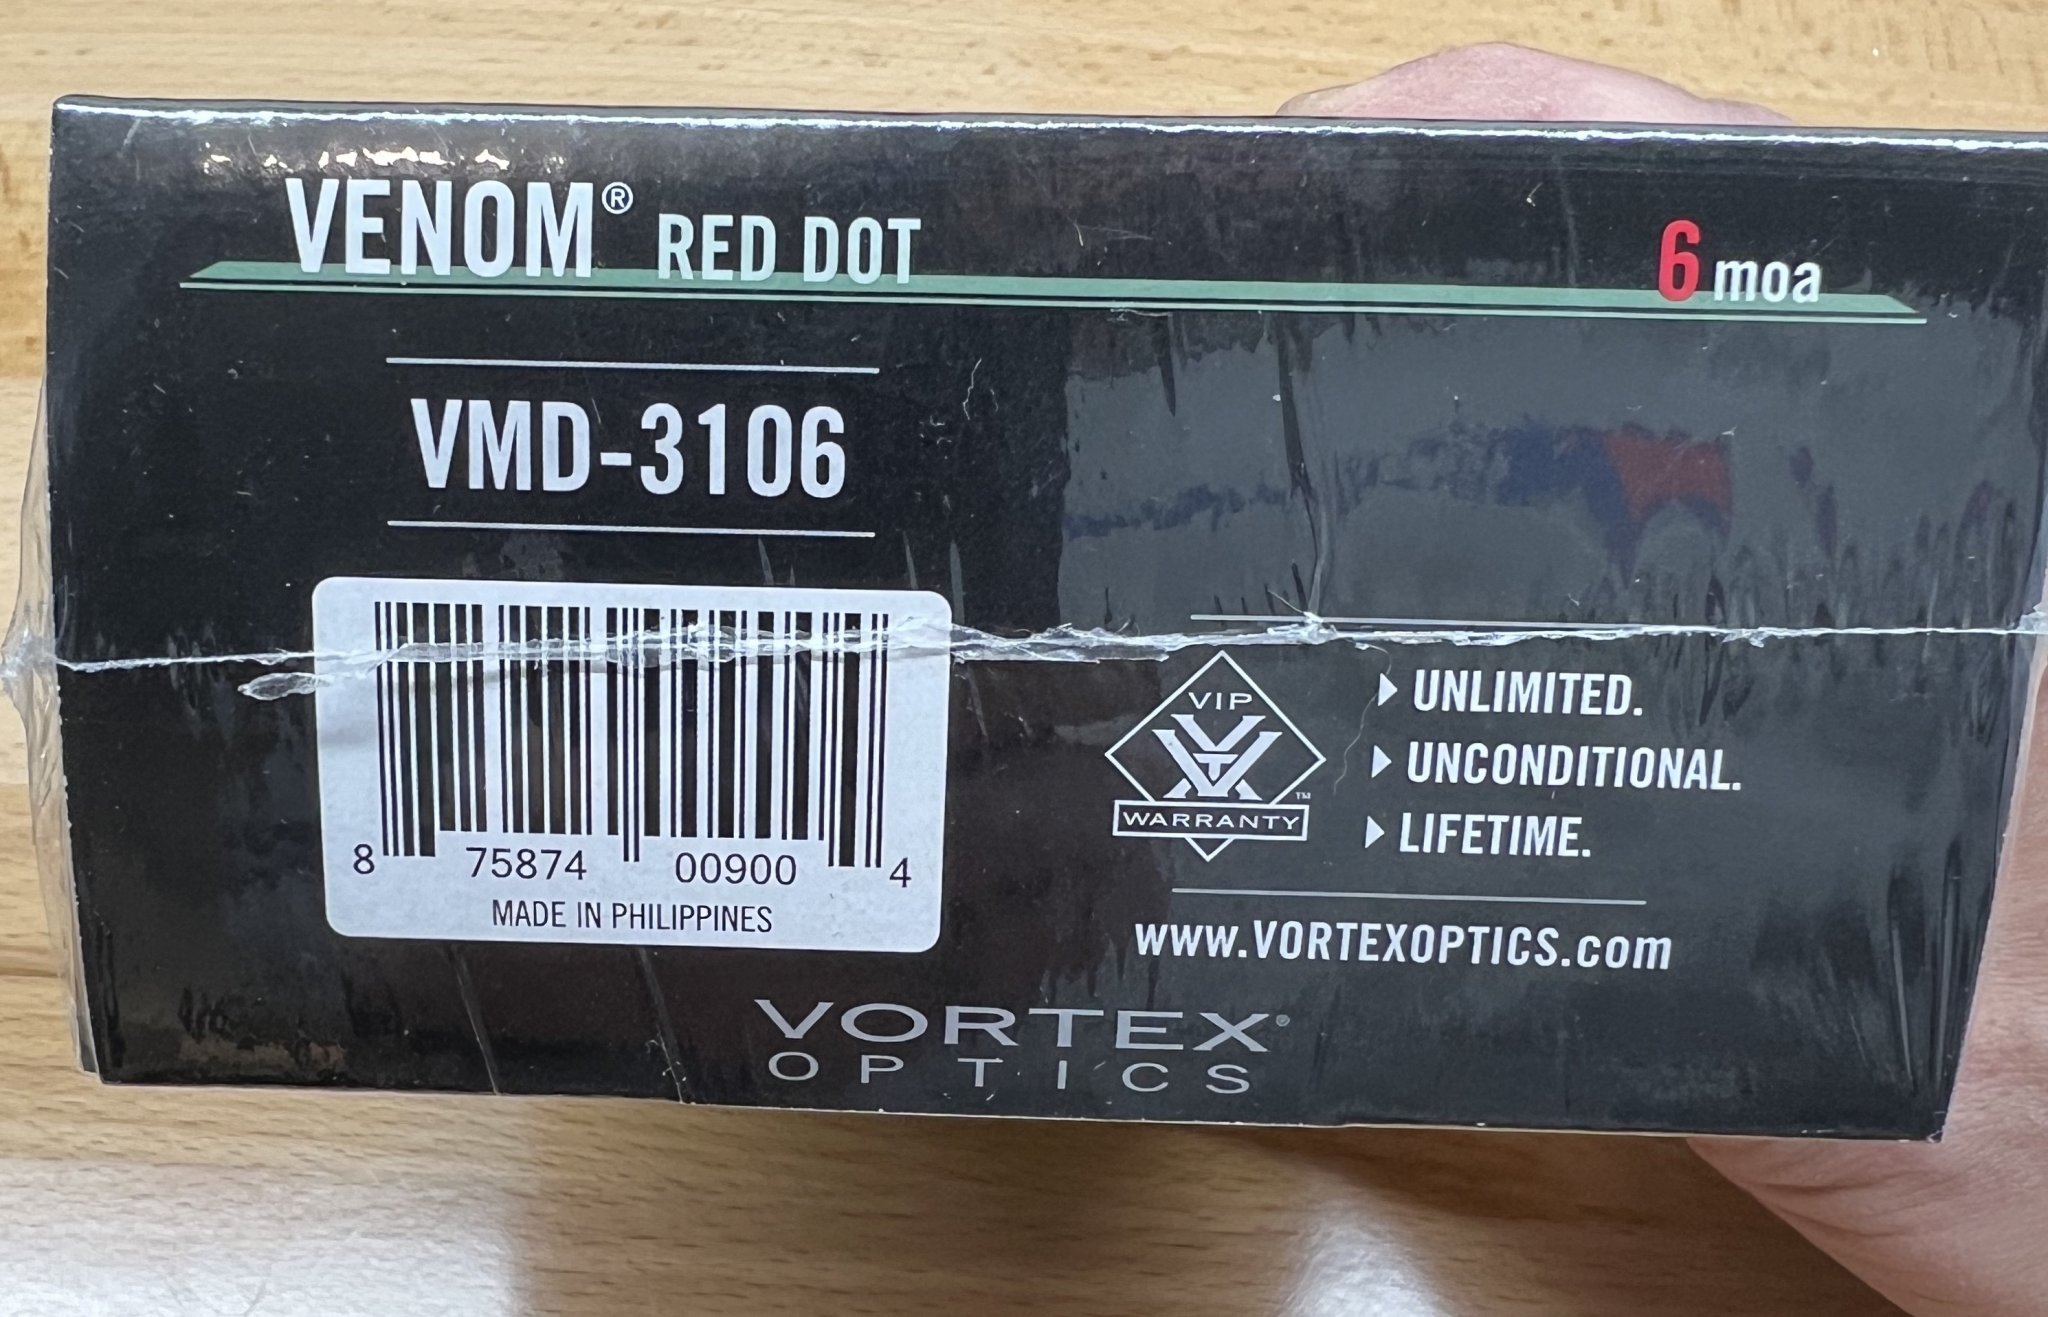 VENOM® RED DOT 6 moa
VMD-3106
8 75874 00900 4
MADE IN PHILIPPINES
VIP
WARRANTY
™
UNLIMITED.
UNCONDITIONAL.
LIFETIME.
www.VORTEXOPTICS.com
VORTEX®
OPTICS